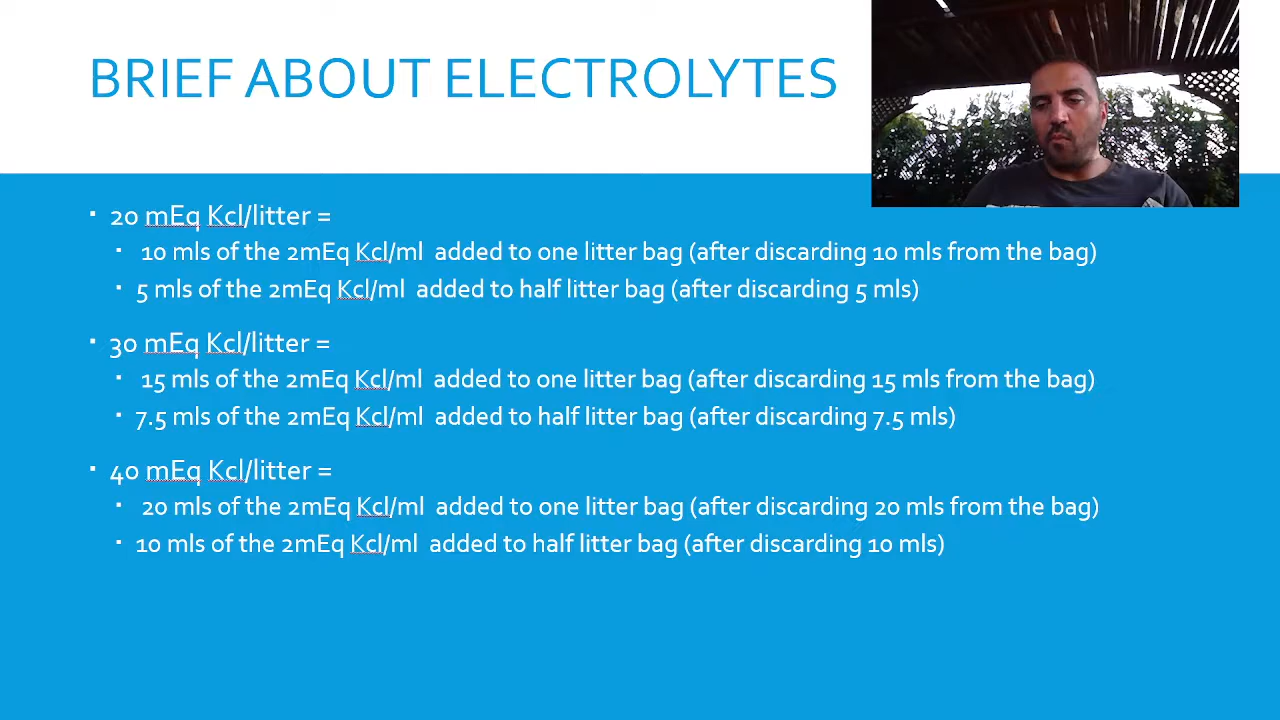 BRIEF ABOUT ELECTROLYTES
▪ 20 mEq Kcl/litter =
▪ 10 mls of the 2mEq Kcl/ml added to one litter bag (after discarding 10 mls from the bag)
▪ 5 mls of the 2mEq Kcl/ml added to half litter bag (after discarding 5 mls)
▪ 30 mEq Kcl/litter =
▪ 15 mls of the 2mEq Kcl/ml added to one litter bag (after discarding 15 mls from the bag)
▪ 7.5 mls of the 2mEq Kcl/ml added to half litter bag (after discarding 7.5 mls)
▪ 40 mEq Kcl/litter =
▪ 20 mls of the 2mEq Kcl/ml added to one litter bag (after discarding 20 mls from the bag)
▪ 10 mls of the 2mEq Kcl/ml added to half litter bag (after discarding 10 mls)